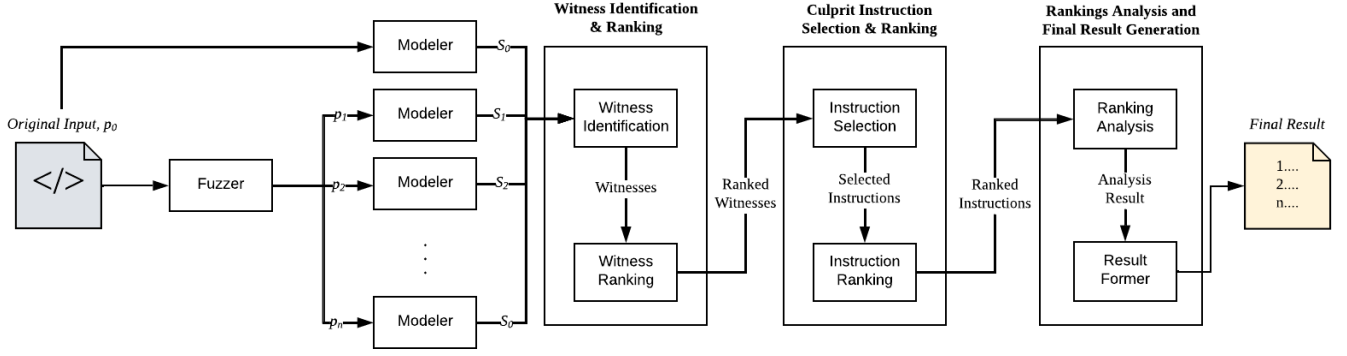 Witness Identification
& Ranking
Culprit Instruction
Selection & Ranking
Rankings Analysis and
Final Result Generation
Modeler
S₀
Original Input, p₀
</>
Fuzzer
p₁
Modeler
S₁
p₂
Modeler
S₂
.
.
.
pₙ
Modeler
S₀
Witness
Identification
Witnesses
Witness
Ranking
Ranked
Witnesses
Instruction
Selection
Selected
Instructions
Instruction
Ranking
Ranked
Instructions
Ranking
Analysis
Analysis
Result
Result
Former
Final Result
1....
2....
n....